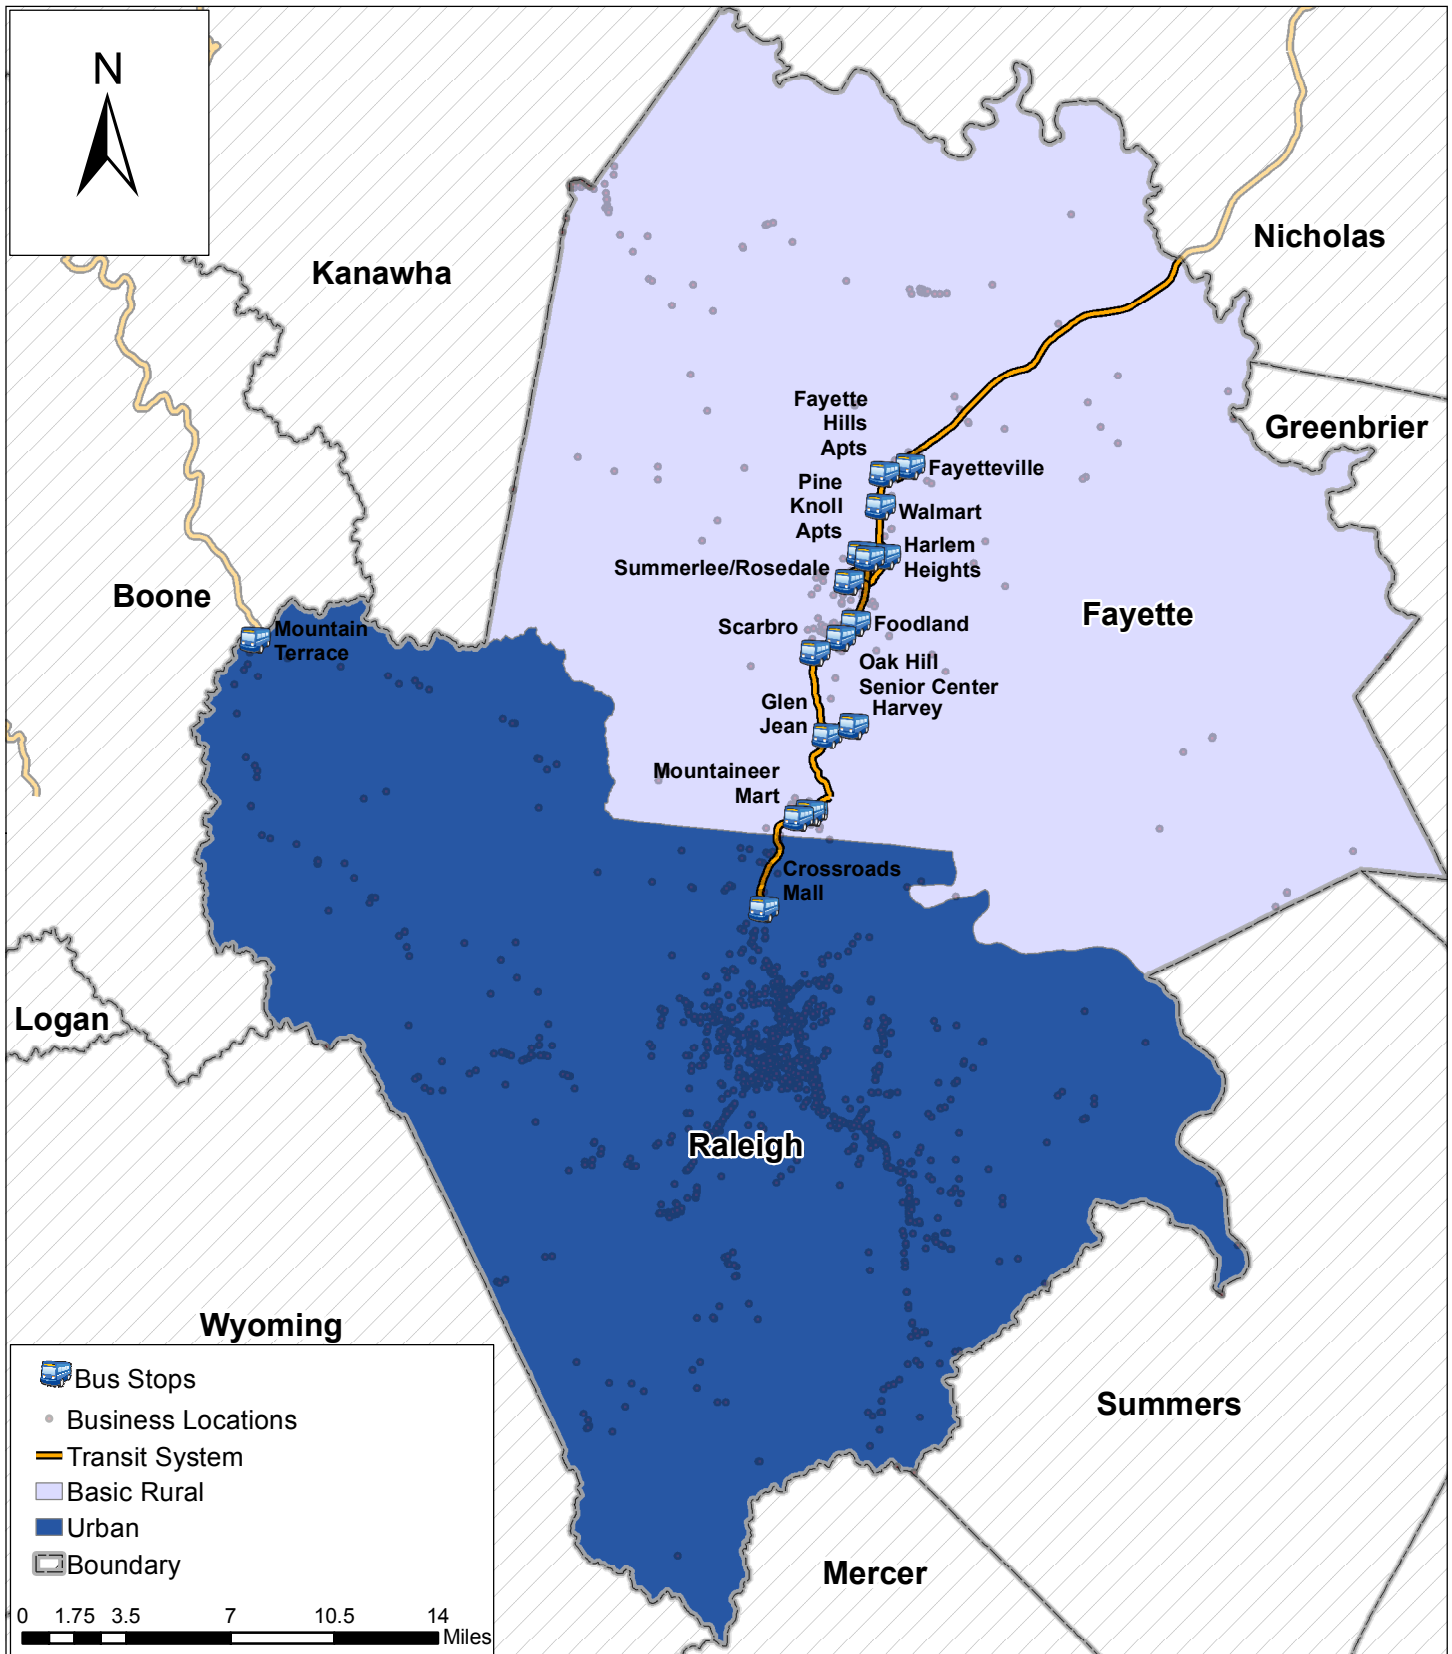 N
Kanawha
Nicholas
Greenbrier
Fayette
Hills
Apts
Fayetteville
Pine
Knoll
Apts
Walmart
Harlem
Heights
Summerlee/Rosedale
Boone
Fayette
Mountain
Terrace
Scarbro
Foodland
Oak Hill
Senior Center
Glen
Jean
Harvey
Mountaineer
Mart
Crossroads
Mall
Logan
Raleigh
Wyoming
Summers
Mercer
Bus Stops
Business Locations
Transit System
Basic Rural
Urban
Boundary
0 1.75 3.5 7 10.5 14
Miles